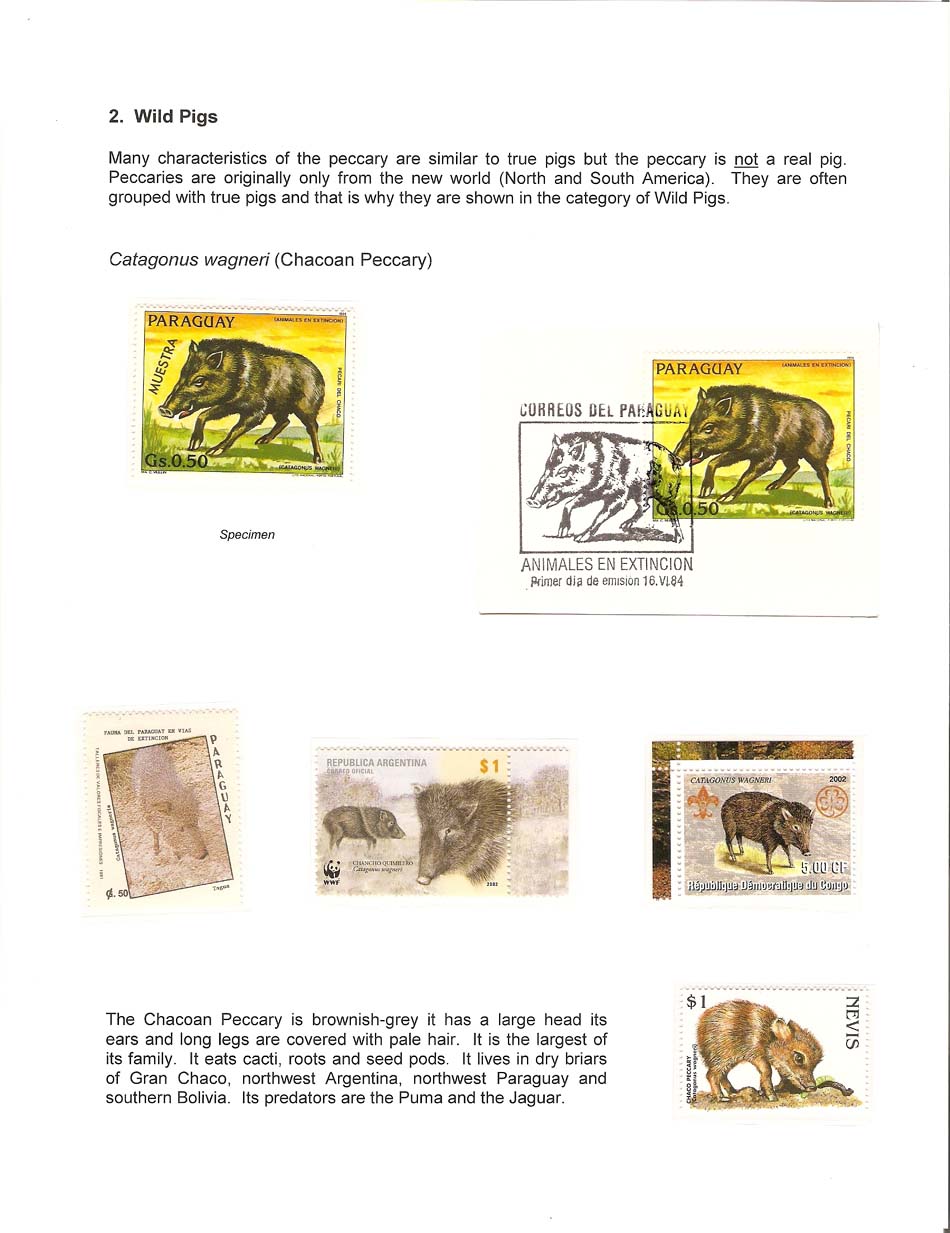 2. Wild Pigs
Many characteristics of the peccary are similar to true pigs but the peccary is not a real pig.
Peccaries are originally only from the new world (North and South America). They are often
grouped with true pigs and that is why they are shown in the category of Wild Pigs.
Catagonus wagneri (Chacoan Peccary)
PARAGUAY
(ANIMALES EN EXTINCION)
MUESTRA
PECARI DEL CHACO
Gs.0.50
(CATAGONUS WAGNERI)
Specimen
PARAGUAY
(ANIMALES EN EXTINCION)
PECARI DEL CHACO
Gs.0.50
(CATAGONUS WAGNERI)
CORREOS DEL PARAGUAY
ANIMALES EN EXTINCION
Primer día de emisión 16.VI.84
FAUNA DEL PARAGUAY EN VIAS
DE EXTINCION
PARAGUAY
Catagonus wagneri
₲.50
Tagua
REPUBLICA ARGENTINA
CORREO OFICIAL
$1
CHANCHO QUIMILERO
Catagonus wagneri
WWF
2002
CATAGONUS WAGNERI
2002
5.00 CF
République Démocratique du Congo
$1
NEVIS
CHACO PECCARY
(Catagonus wagneri)
The Chacoan Peccary is brownish-grey it has a large head its
ears and long legs are covered with pale hair. It is the largest of
its family. It eats cacti, roots and seed pods. It lives in dry briars
of Gran Chaco, northwest Argentina, northwest Paraguay and
southern Bolivia. Its predators are the Puma and the Jaguar.